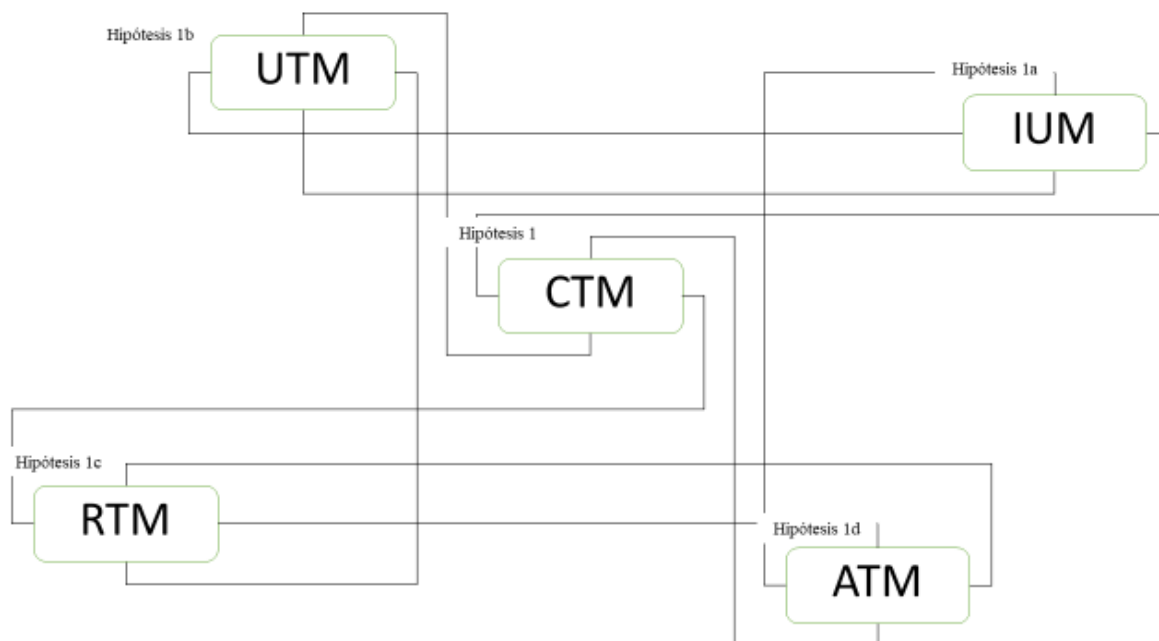 Hipótesis 1b
UTM
Hipótesis 1a
IUM
Hipótesis 1
CTM
Hipótesis 1c
RTM
Hipótesis 1d
ATM